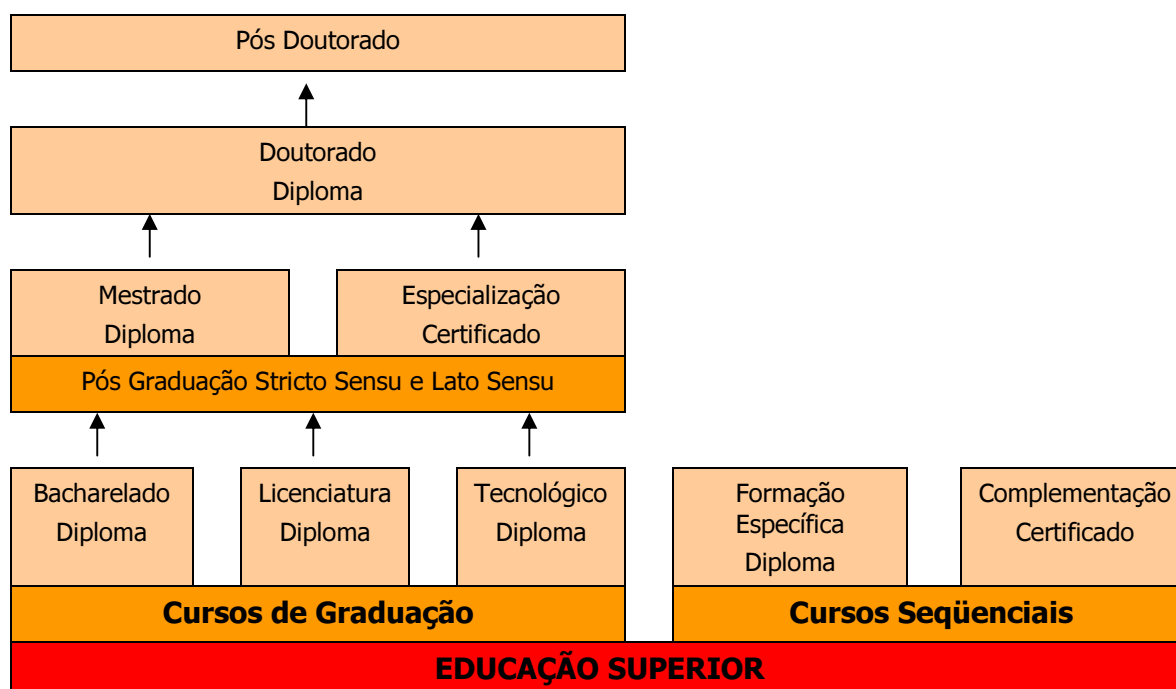 Pós Doutorado
Doutorado
Diploma
Mestrado
Diploma
Especialização
Certificado
Pós Graduação Stricto Sensu e Lato Sensu
Bacharelado
Diploma
Licenciatura
Diploma
Tecnológico
Diploma
Formação
Específica
Diploma
Complementação
Certificado
Cursos de Graduação
Cursos Seqüenciais
EDUCAÇÃO SUPERIOR